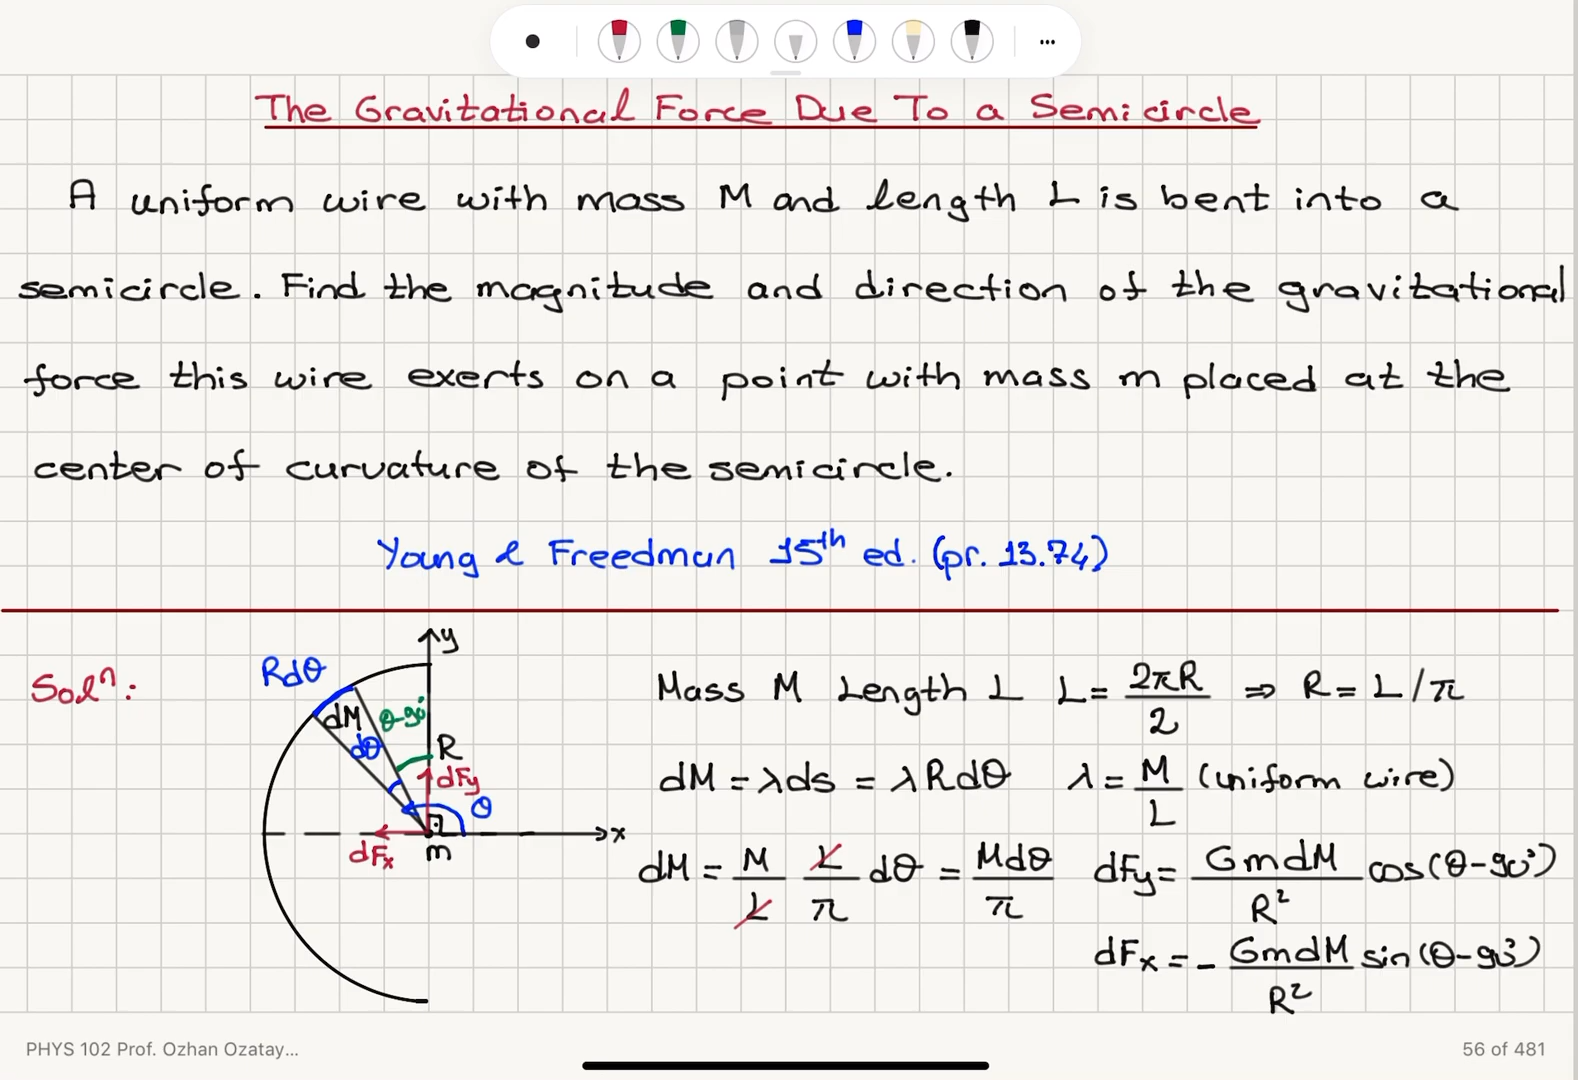 The Gravitational Force Due To a Semicircle
A uniform wire with mass M and length L is bent into a
semicircle. Find the magnitude and direction of the gravitational
force this wire exerts on a point with mass m placed at the
center of curvature of the semicircle.
Young & Freedman 15th ed. (pr. 13.74)
Solⁿ:
y
Rdθ
dM
θ-90°
dθ
R
dFy
θ
x
dFx
m
Mass M Length L L = 2πR / 2 ⇒ R = L/π
dM = λds = λRdθ λ = M / L (uniform wire)
dM = M / L L / π dθ = Mdθ / π
dFy = GmdM / R² cos(θ-90°)
dFx = - GmdM / R² sin(θ-90°)
PHYS 102 Prof. Ozhan Ozatay...
56 of 481